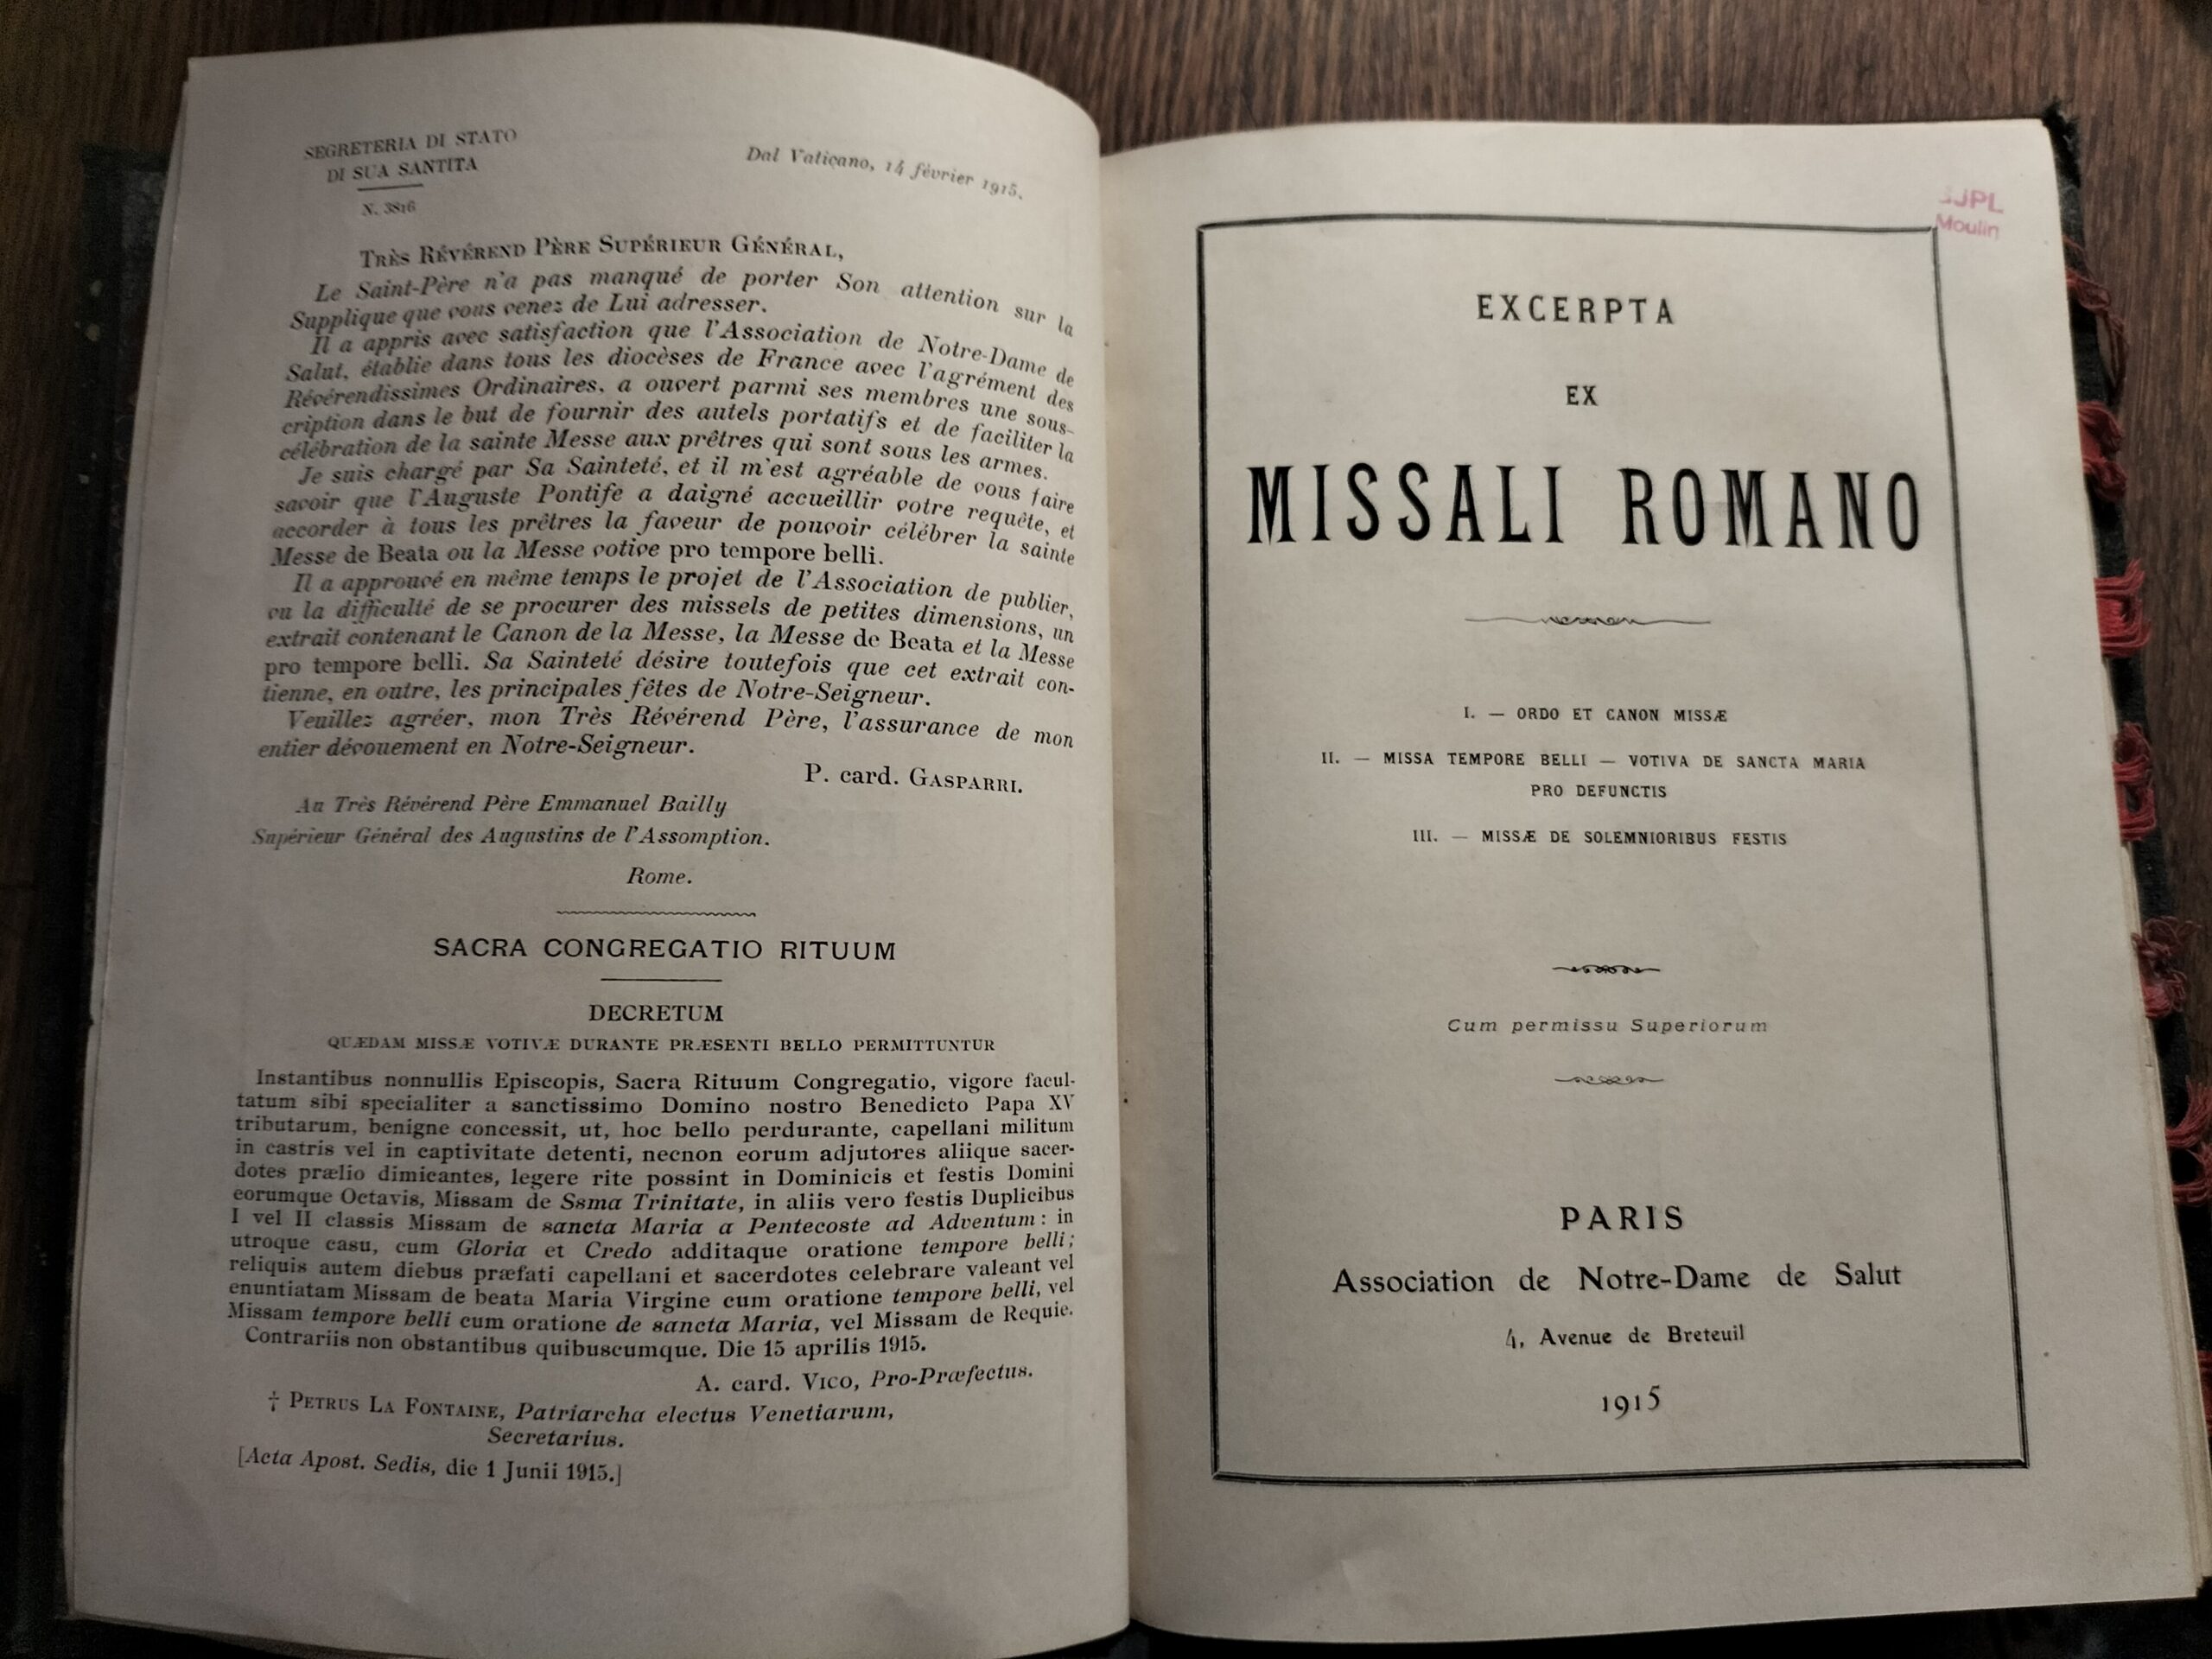 SEGRETERIA DI STATO
DI SUA SANTITA
N. 3816
Dal Vaticano, 14 février 1915.
TRÈS RÉVÉREND PÈRE SUPÉRIEUR GÉNÉRAL,
Le Saint-Père n'a pas manqué de porter Son attention sur la
Supplique que vous venez de Lui adresser.
Il a appris avec satisfaction que l'Association de Notre-Dame de
Salut, établie dans tous les diocèses de France avec l'agrément des
Révérendissimes Ordinaires, a ouvert parmi ses membres une sous-
cription dans le but de fournir des autels portatifs et de faciliter la
célébration de la sainte Messe aux prêtres qui sont sous les armes.
Je suis chargé par Sa Sainteté, et il m'est agréable de vous faire
savoir que l'Auguste Pontife a daigné accueillir votre requête, et
accorder à tous les prêtres la faveur de pouvoir célébrer la sainte
Messe de Beata ou la Messe votive pro tempore belli.
Il a approuvé en même temps le projet de l'Association de publier,
vu la difficulté de se procurer des missels de petites dimensions, un
extrait contenant le Canon de la Messe, la Messe de Beata et la Messe
pro tempore belli. Sa Sainteté désire toutefois que cet extrait con-
tienne, en outre, les principales fêtes de Notre-Seigneur.
Veuillez agréer, mon Très Révérend Père, l'assurance de mon
entier dévouement en Notre-Seigneur.
P. card. GASPARRI.
Au Très Révérend Père Emmanuel Bailly
Supérieur Général des Augustins de l'Assomption.
Rome.
SACRA CONGREGATIO RITUUM
DECRETUM
QUÆDAM MISSÆ VOTIVÆ DURANTE PRÆSENTI BELLO PERMITTUNTUR
Instantibus nonnullis Episcopis, Sacra Rituum Congregatio, vigore facul-
tatum sibi specialiter a sanctissimo Domino nostro Benedicto Papa XV
tributarum, benigne concessit, ut, hoc bello perdurante, capellani militum
in castris vel in captivitate detenti, necnon eorum adjutores aliique sacer-
dotes prælio dimicantes, legere rite possint in Dominicis et festis Domini
eorumque Octavis, Missam de Ssma Trinitate, in aliis vero festis Duplicibus
I vel II classis Missam de sancta Maria a Pentecoste ad Adventum : in
utroque casu, cum Gloria et Credo additaque oratione tempore belli ;
reliquis autem diebus præfati capellani et sacerdotes celebrare valeant vel
enuntiatam Missam de beata Maria Virgine cum oratione tempore belli, vel
Missam tempore belli cum oratione de sancta Maria, vel Missam de Requie.
Contrariis non obstantibus quibuscumque. Die 15 aprilis 1915.
A. card. VICO, Pro-Præfectus.
† PETRUS LA FONTAINE, Patriarcha electus Venetiarum,
Secretarius.
[Acta Apost. Sedis, die 1 Junii 1915.]
JPL
Moulin
EXCERPTA
EX
MISSALI ROMANO
I. — ORDO ET CANON MISSÆ
II. — MISSA TEMPORE BELLI — VOTIVA DE SANCTA MARIA
PRO DEFUNCTIS
III. — MISSÆ DE SOLEMNIORIBUS FESTIS
Cum permissu Superiorum
PARIS
Association de Notre-Dame de Salut
4, Avenue de Breteuil
1915